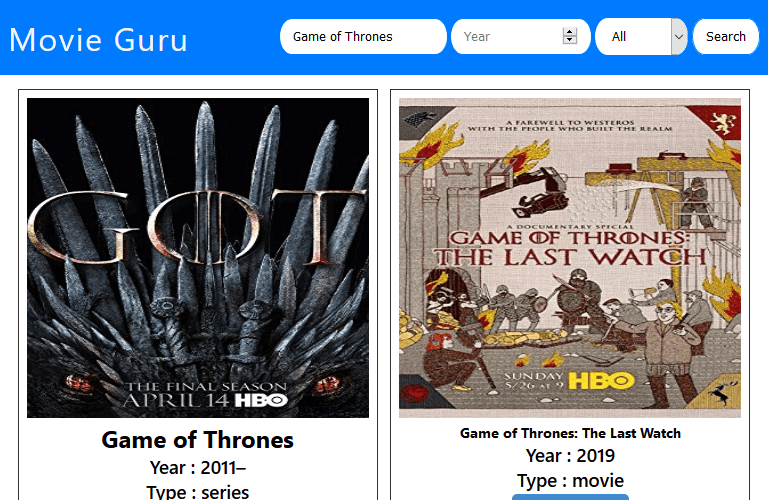 Movie Guru
Game of Thrones
Year
All
Search
GOT
THE FINAL SEASON
APRIL 14 HBO
Game of Thrones
Year : 2011–
Type : series
A FAREWELL TO WESTEROS
WITH THE PEOPLE WHO BUILT THE REALM
A DOCUMENTARY SPECIAL
GAME OF THRONES:
THE LAST WATCH
SUNDAY
5/26 AT 9 HBO
Game of Thrones: The Last Watch
Year : 2019
Type : movie